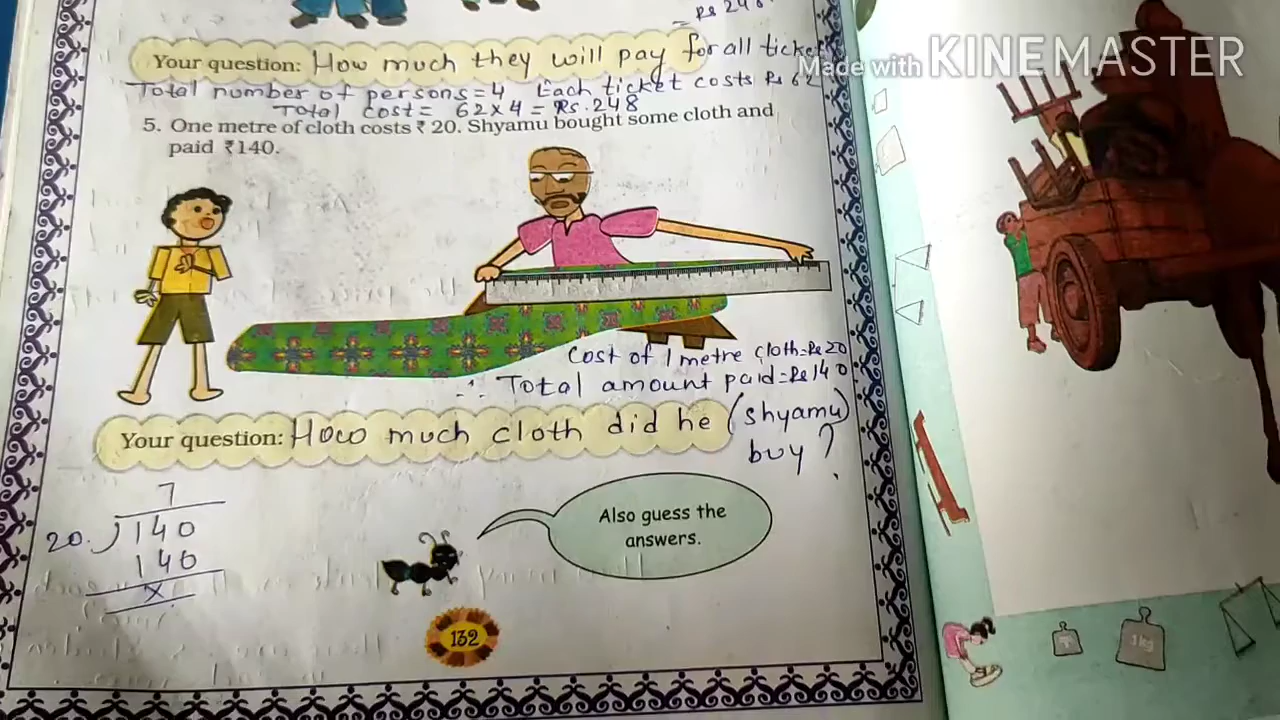 = Rs 248
Your question: How much they will pay for all ticket
Made with KINEMASTER
Total number of persons = 4 Each ticket costs Rs 62
Total cost = 62 x 4 = Rs. 248
5. One metre of cloth costs ₹ 20. Shyamu bought some cloth and
paid ₹140.
Cost of 1 metre cloth = Rs 20
∴ Total amount paid = Rs 140
Your question: How much cloth did he (Shyamu)
buy?
7
20.)140
140
x
Also guess the
answers.
132
1 kg